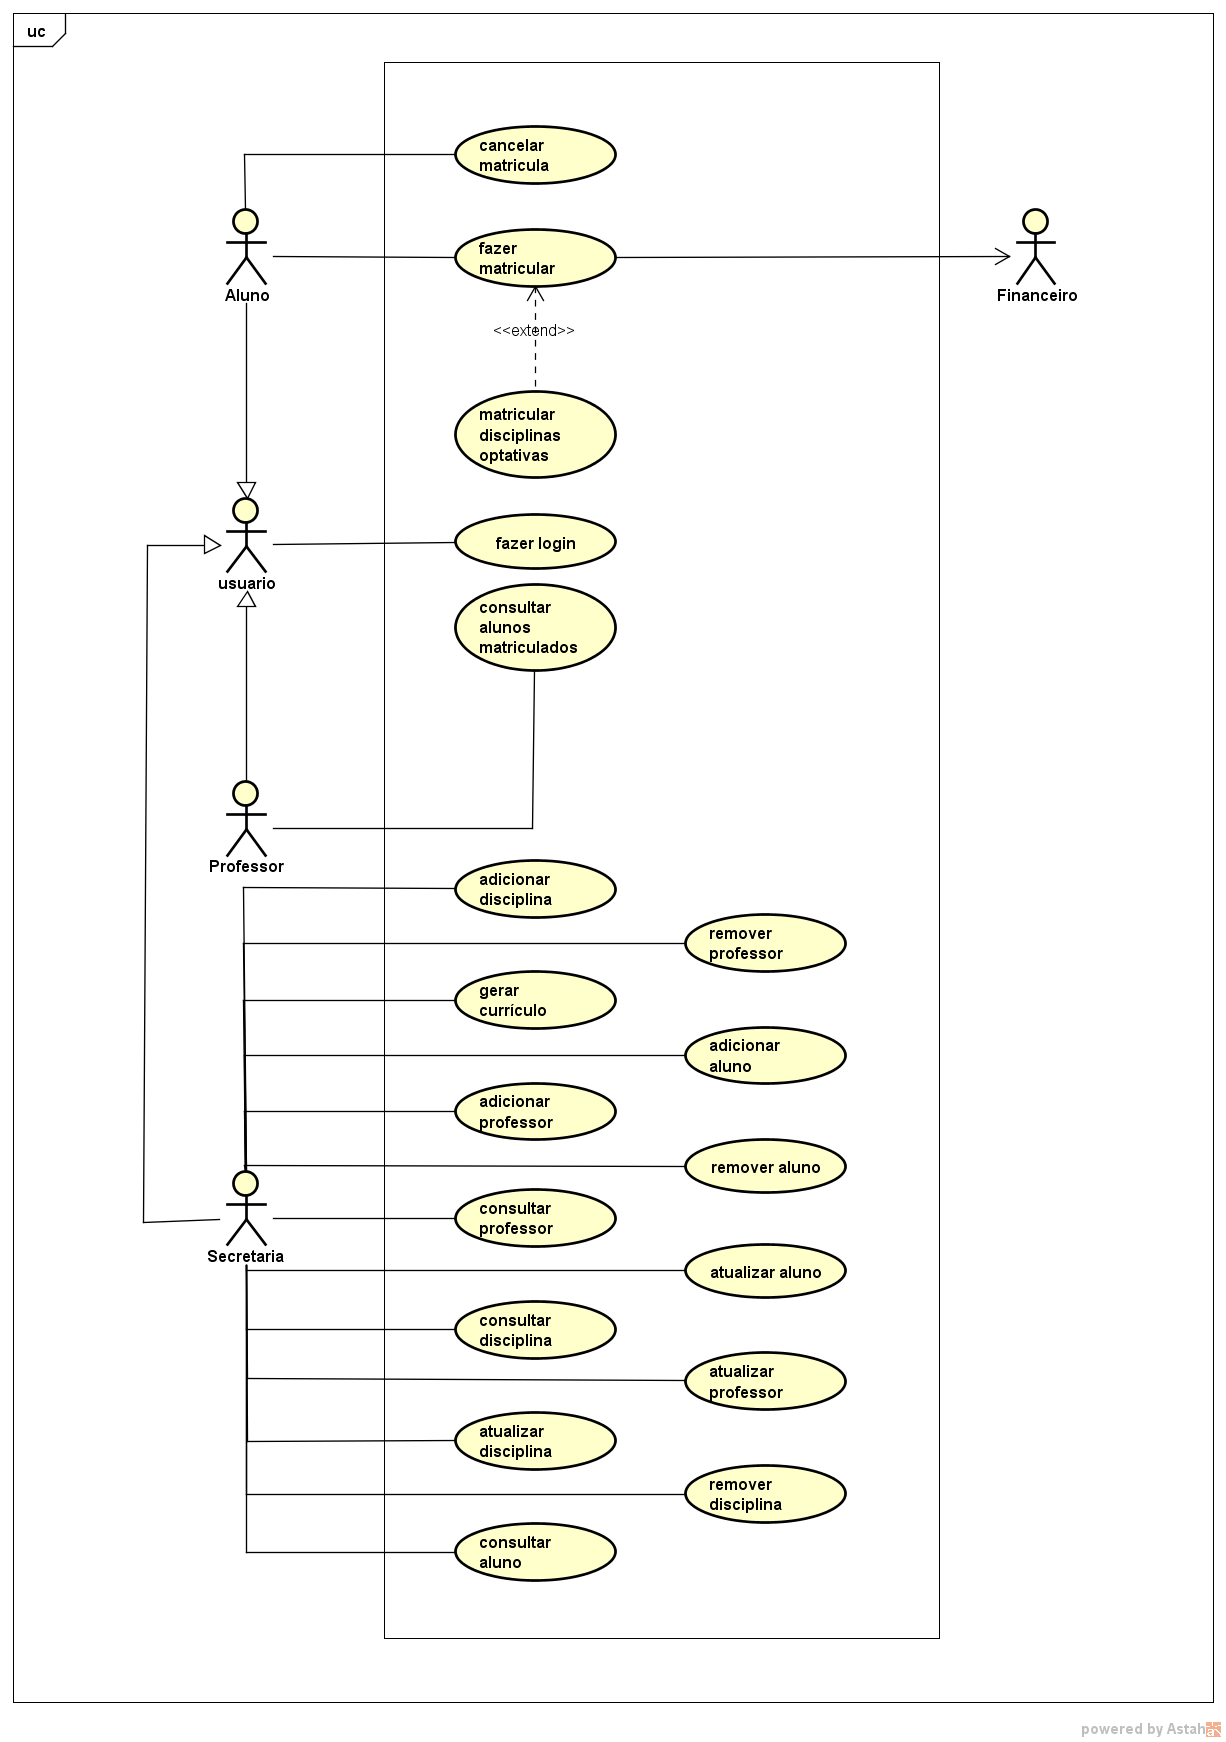 uc
cancelar
matricula
fazer
matricular
Aluno
Financeiro
<<extend>>
matricular
disciplinas
optativas
fazer login
usuario
consultar
alunos
matriculados
Professor
adicionar
disciplina
remover
professor
gerar
currículo
adicionar
aluno
adicionar
professor
remover aluno
consultar
professor
Secretaria
atualizar aluno
consultar
disciplina
atualizar
professor
atualizar
disciplina
remover
disciplina
consultar
aluno
powered by Astah